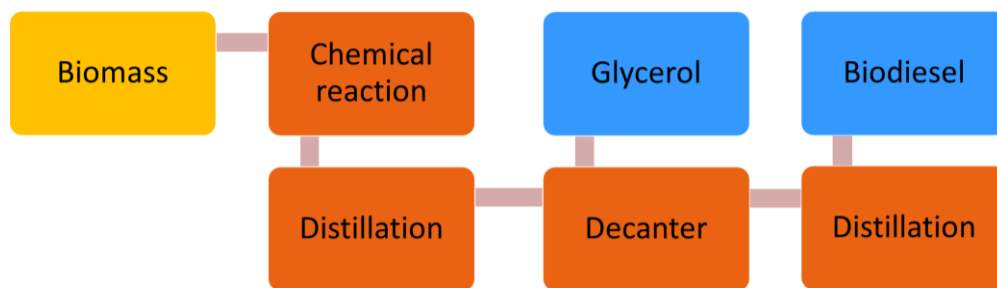 Biomass
Chemical
reaction
Glycerol
Biodiesel
Distillation
Decanter
Distillation